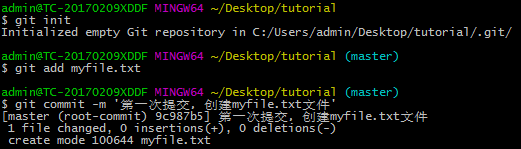 admin@TC-20170209XDDF MINGW64 ~/Desktop/tutorial
$ git init
Initialized empty Git repository in C:/Users/admin/Desktop/tutorial/.git/
admin@TC-20170209XDDF MINGW64 ~/Desktop/tutorial (master)
$ git add myfile.txt
admin@TC-20170209XDDF MINGW64 ~/Desktop/tutorial (master)
$ git commit -m '第一次提交，创建myfile.txt文件'
[master (root-commit) 9c987b5] 第一次提交，创建myfile.txt文件
1 file changed, 0 insertions(+), 0 deletions(-)
create mode 100644 myfile.txt